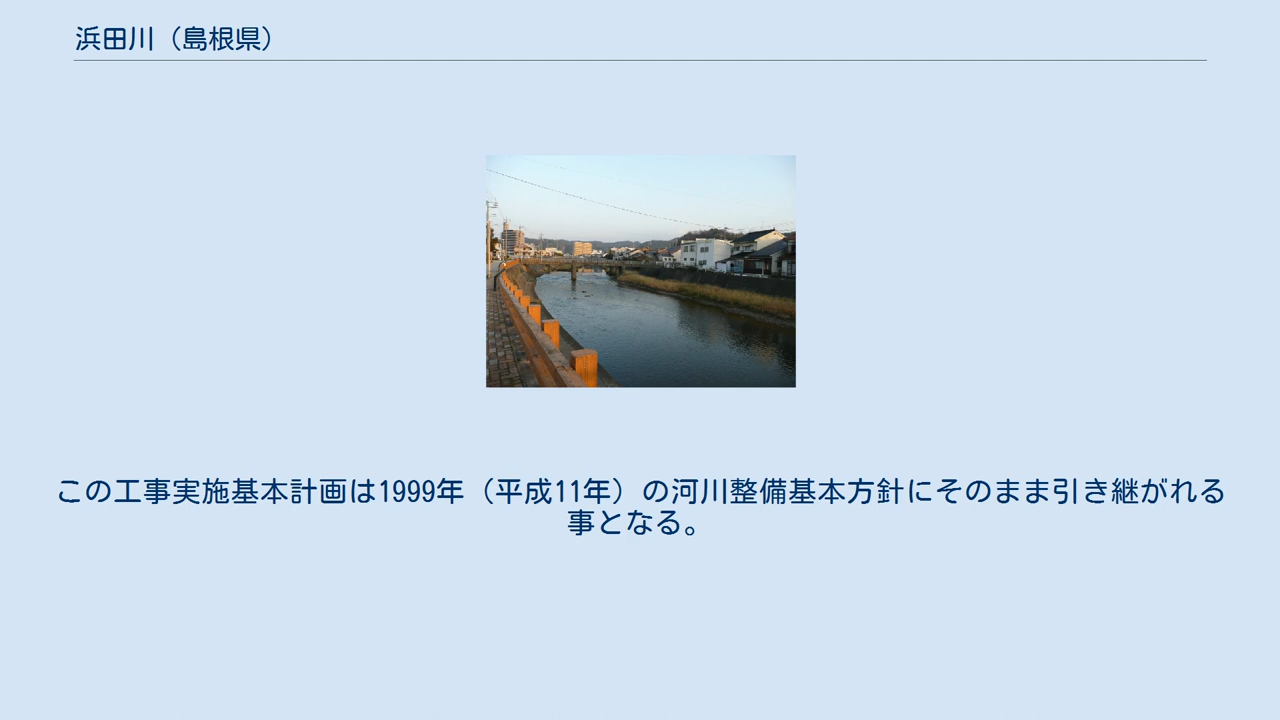 浜田川（島根県）
この工事実施基本計画は1999年（平成11年）の河川整備基本方針にそのまま引き継がれる
事となる。